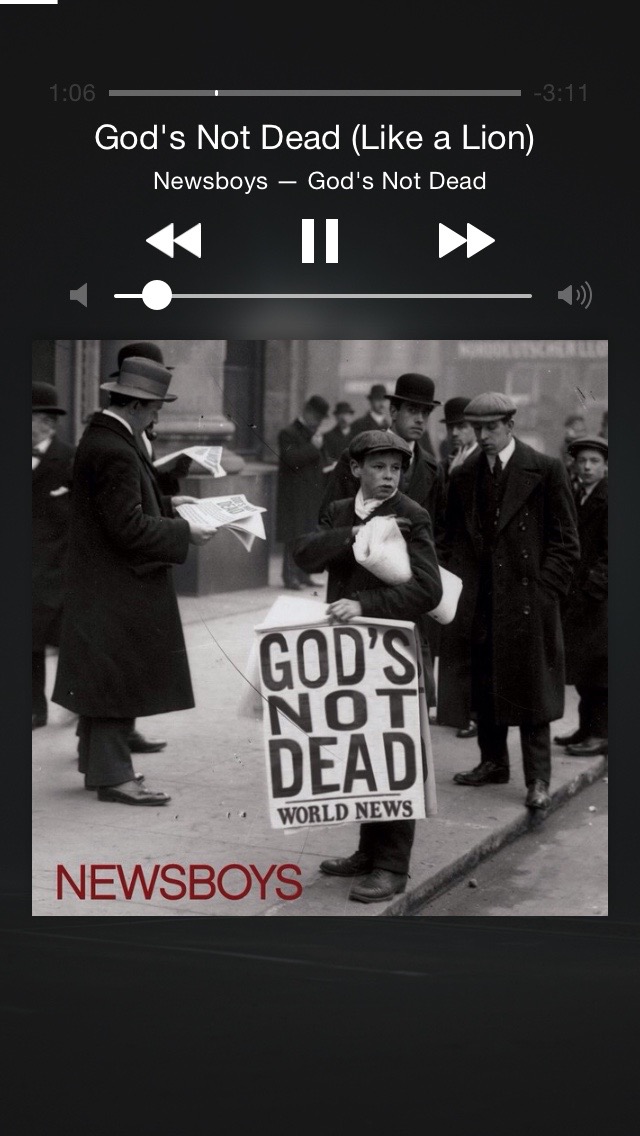 1:06
-3:11
God's Not Dead (Like a Lion)
Newsboys — God's Not Dead
GOD'S
NOT
DEAD
WORLD NEWS
NEWSBOYS